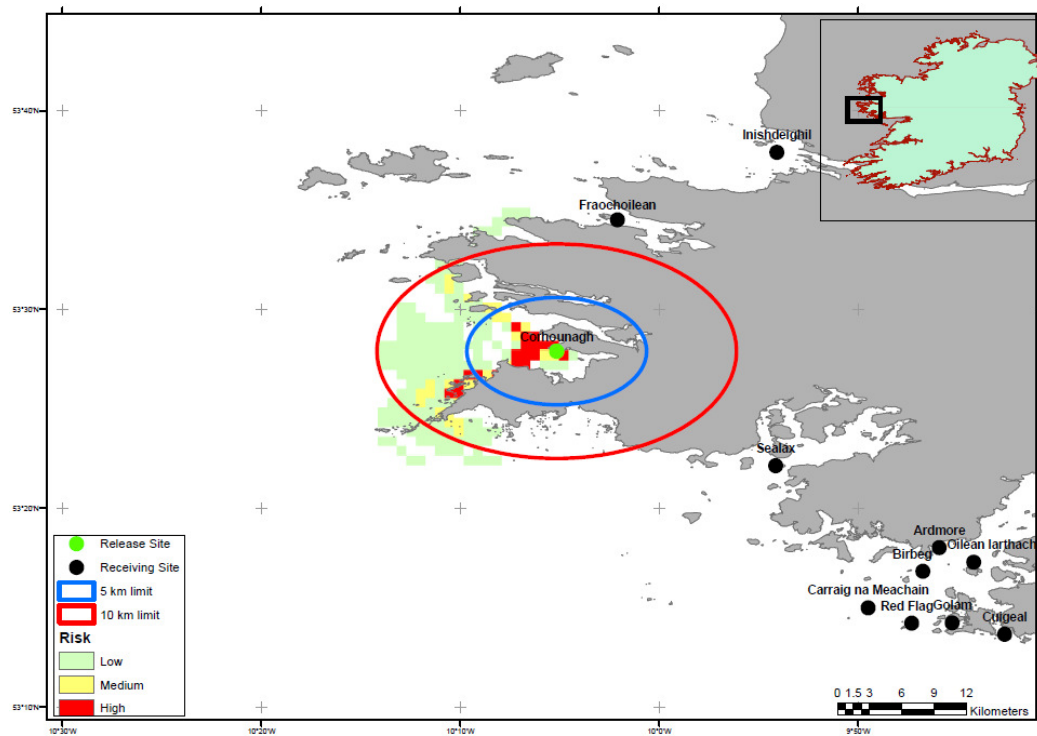 53°40'N
53°30'N
53°20'N
53°10'N
Inishdeighil
Fraochoilean
Corhounagh
Sealax
Ardmore
Oilean Iarthach
Birbeg
Carraig na Meachain
Red Flag
Golam
Cuigeal
Release Site
Receiving Site
5 km limit
10 km limit
Risk
Low
Medium
High
0 1.5 3 6 9 12
Kilometers
10°30'W
10°20'W
10°10'W
10°0'W
9°50'W